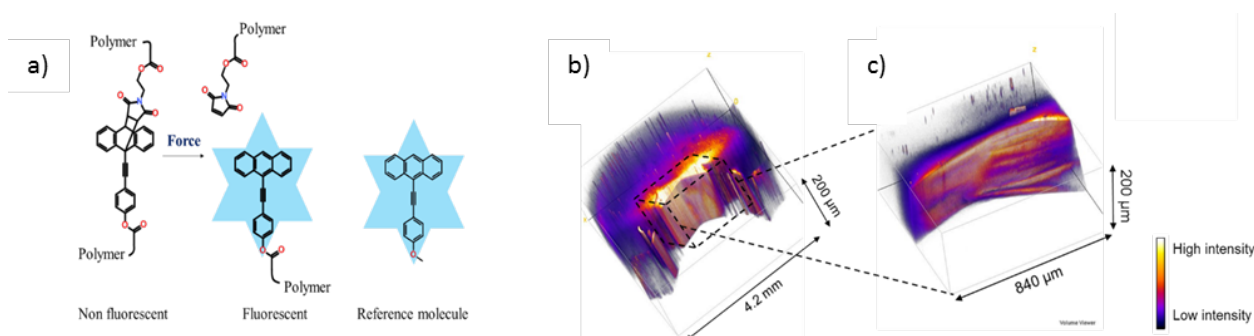 a)
Polymer
Polymer
Force
Polymer
Polymer
Non fluorescent
Fluorescent
Reference molecule
b)
200 µm
4.2 mm
c)
200 µm
840 µm
Volume Viewer
High intensity
Low intensity